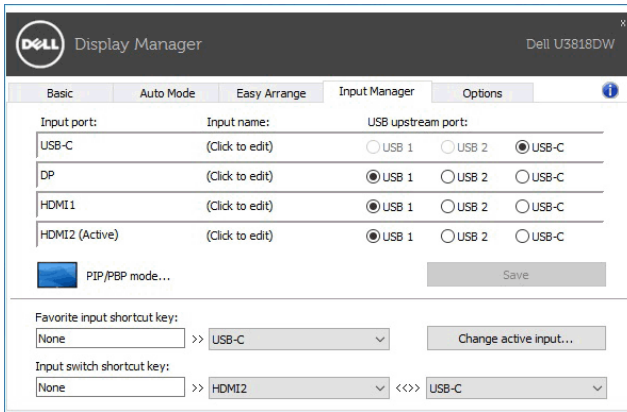 DELL Display Manager Dell U3818DW x
Basic Auto Mode Easy Arrange Input Manager Options i
Input port: Input name: USB upstream port:
USB-C (Click to edit) USB 1 USB 2 USB-C
DP (Click to edit) USB 1 USB 2 USB-C
HDMI1 (Click to edit) USB 1 USB 2 USB-C
HDMI2 (Active) (Click to edit) USB 1 USB 2 USB-C
PIP/PBP mode... Save
Favorite input shortcut key:
None >> USB-C Change active input...
Input switch shortcut key:
None >> HDMI2 <<>> USB-C